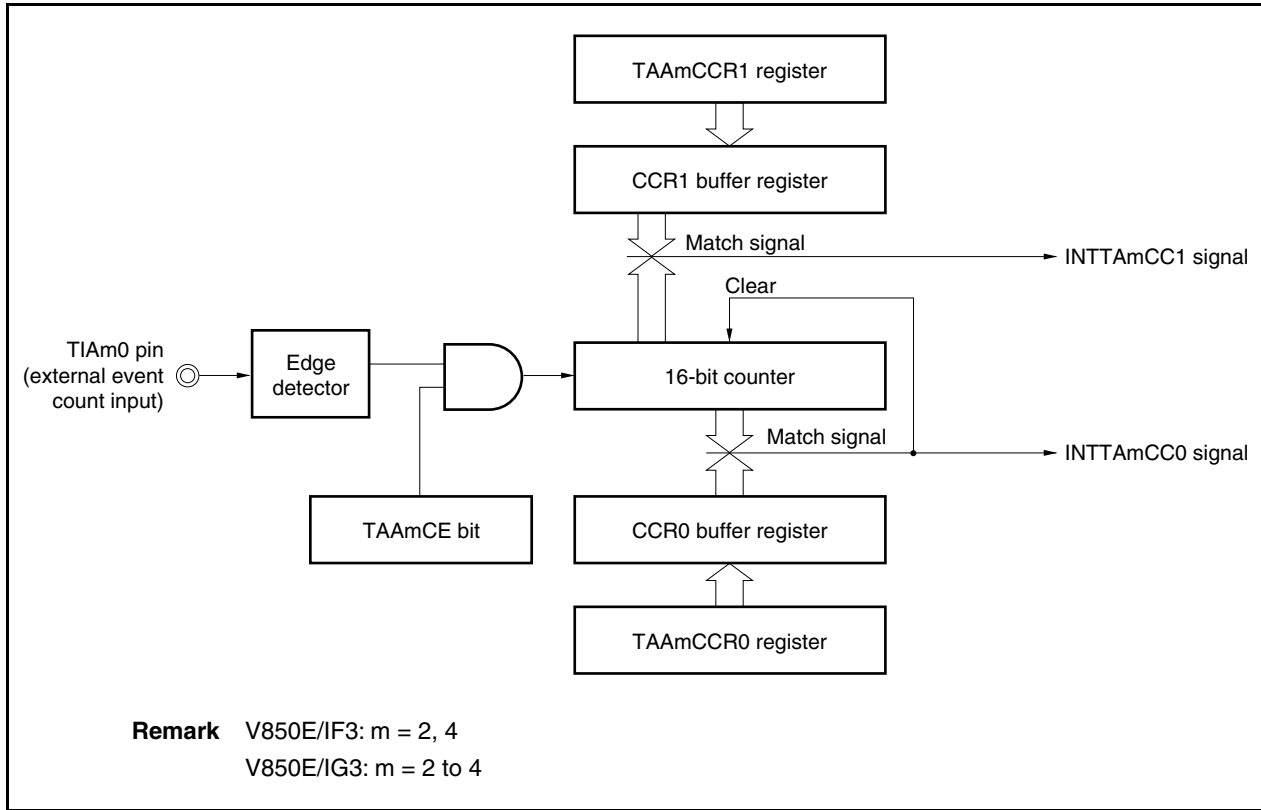 TAAmCCR1 register
CCR1 buffer register
Match signal
INTTAmCC1 signal
Clear
TIAm0 pin
(external event
count input)
Edge
detector
16-bit counter
Match signal
INTTAmCC0 signal
TAAmCE bit
CCR0 buffer register
TAAmCCR0 register
Remark V850E/IF3: m = 2, 4
V850E/IG3: m = 2 to 4